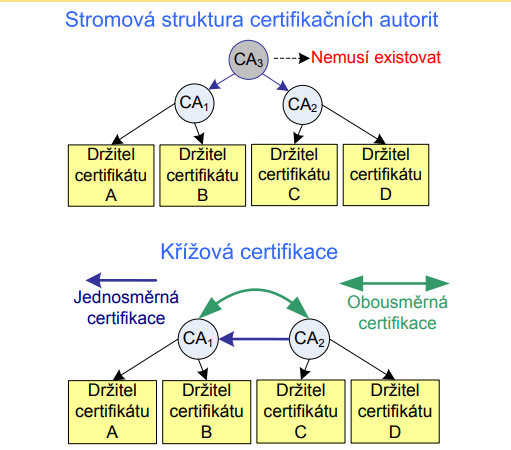 Stromová struktura certifikačních autorit
CA3
Nemusí existovat
CA1
CA2
Držitel
certifikátu
A
Držitel
certifikátu
B
Držitel
certifikátu
C
Držitel
certifikátu
D
Křížová certifikace
Jednosměrná
certifikace
Obousměrná
certifikace
CA1
CA2
Držitel
certifikátu
A
Držitel
certifikátu
B
Držitel
certifikátu
C
Držitel
certifikátu
D